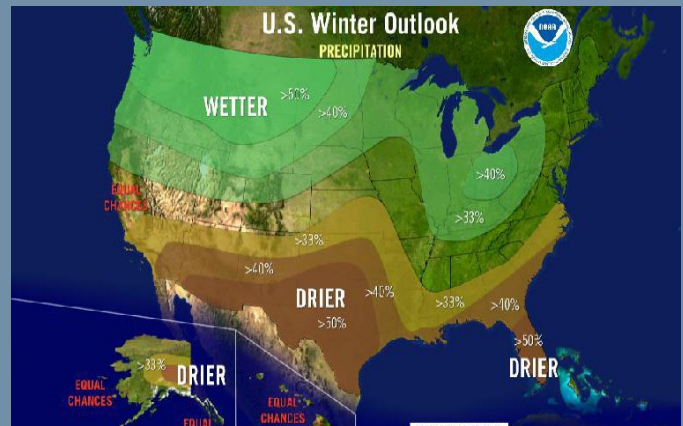 U.S. Winter Outlook
PRECIPITATION
NOAA
>50%
WETTER
>40%
>40%
EQUAL
CHANCES
>33%
>33%
>40%
DRIER
>40%
>33%
>40%
>50%
>50%
DRIER
>33%
DRIER
EQUAL
CHANCES
EQUAL
CHANCES
EQUAL